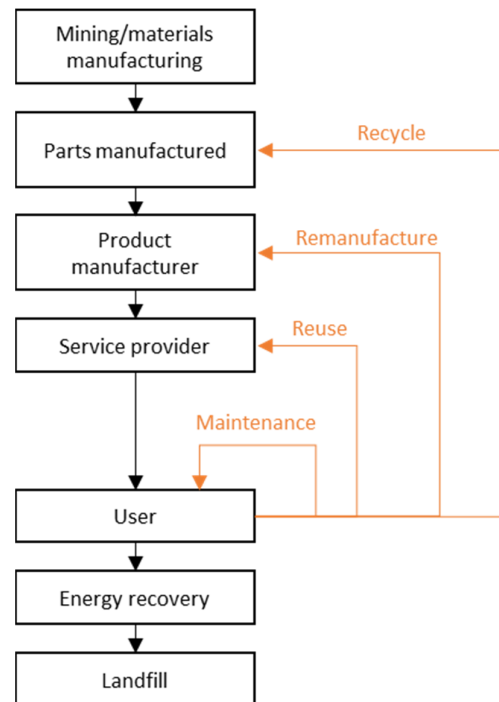 Mining/materials
manufacturing
Parts manufactured
Recycle
Product
manufacturer
Remanufacture
Service provider
Reuse
Maintenance
User
Energy recovery
Landfill